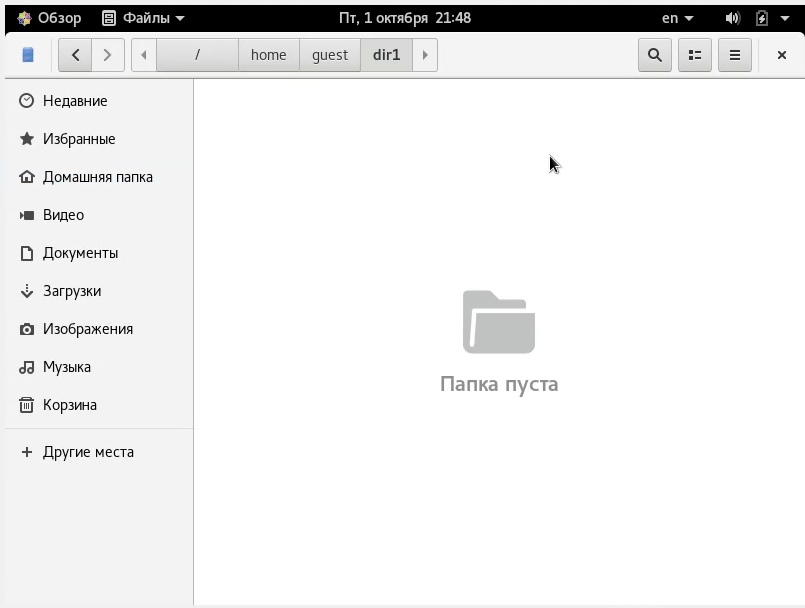 Обзор Файлы Пт, 1 октября 21:48 en
/ home guest dir1
Недавние
Избранные
Домашняя папка
Видео
Документы
Загрузки
Изображения
Музыка
Корзина
Другие места
Папка пуста